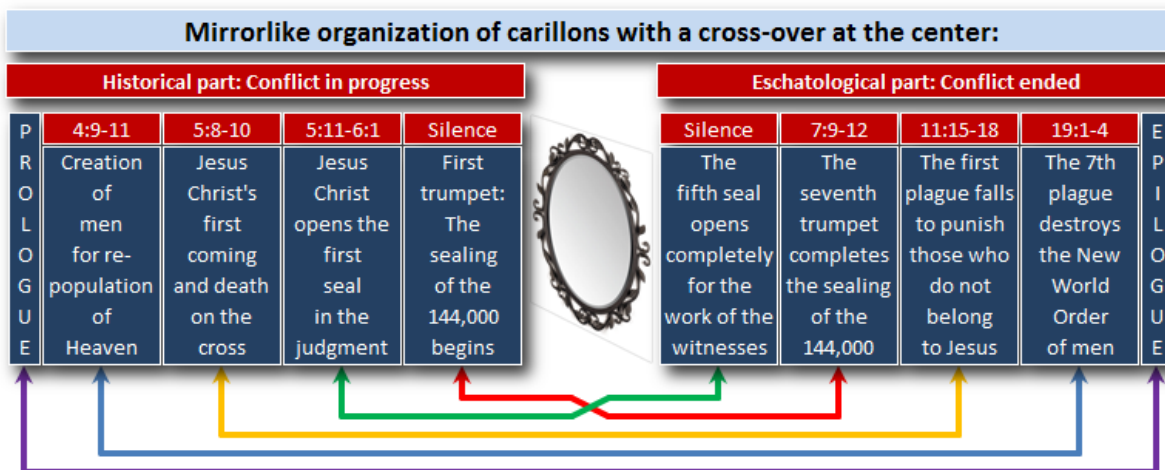 Mirrorlike organization of carillons with a cross-over at the center:
Historical part: Conflict in progress
Eschatological part: Conflict ended
PROLOGUE
4:9-11
Creation
of
men
for re-
population
of
Heaven
5:8-10
Jesus
Christ's
first
coming
and death
on the
cross
5:11-6:1
Jesus
Christ
opens the
first
seal
in the
judgment
Silence
First
trumpet:
The
sealing
of the
144,000
begins
Silence
The
fifth seal
opens
completely
for the
work of the
witnesses
7:9-12
The
seventh
trumpet
completes
the sealing
of the
144,000
11:15-18
The first
plague falls
to punish
those who
do not
belong
to Jesus
19:1-4
The 7th
plague
destroys
the New
World
Order
of men
EPILOGUE